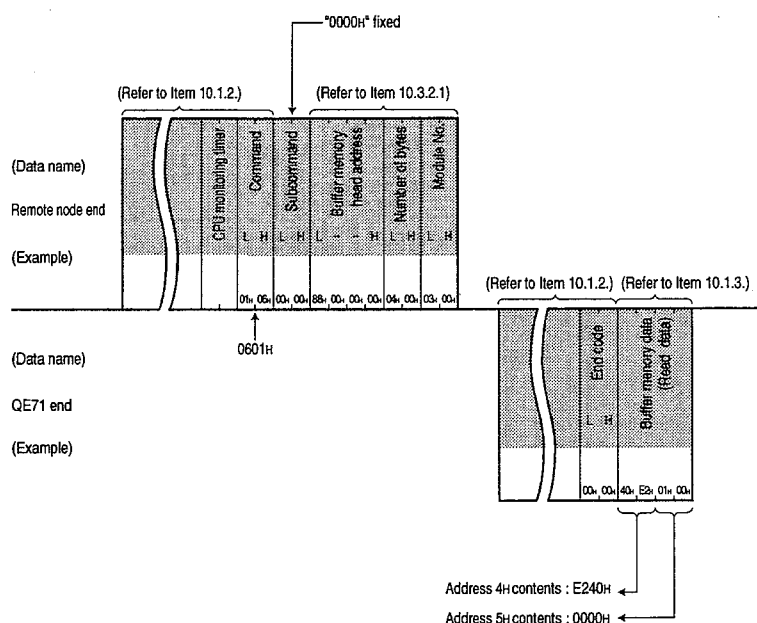 "0000H" fixed
(Refer to Item 10.1.2.) (Refer to Item 10.3.2.1)
(Data name)
Remote node end
(Example)
CPU monitoring timer
Command
Subcommand
Buffer memory
head address
Number of bytes
Module No.
L H L H L - - H L H L H
01H 06H 00H 00H 88H 00H 00H 00H 04H 00H 03H 00H
0601H
(Refer to Item 10.1.2.) (Refer to Item 10.1.3.)
(Data name)
QE71 end
(Example)
End code
Buffer memory data
(Read data)
L H
00H 00H 40H E2H 01H 00H
Address 4H contents : E240H
Address 5H contents : 0000H